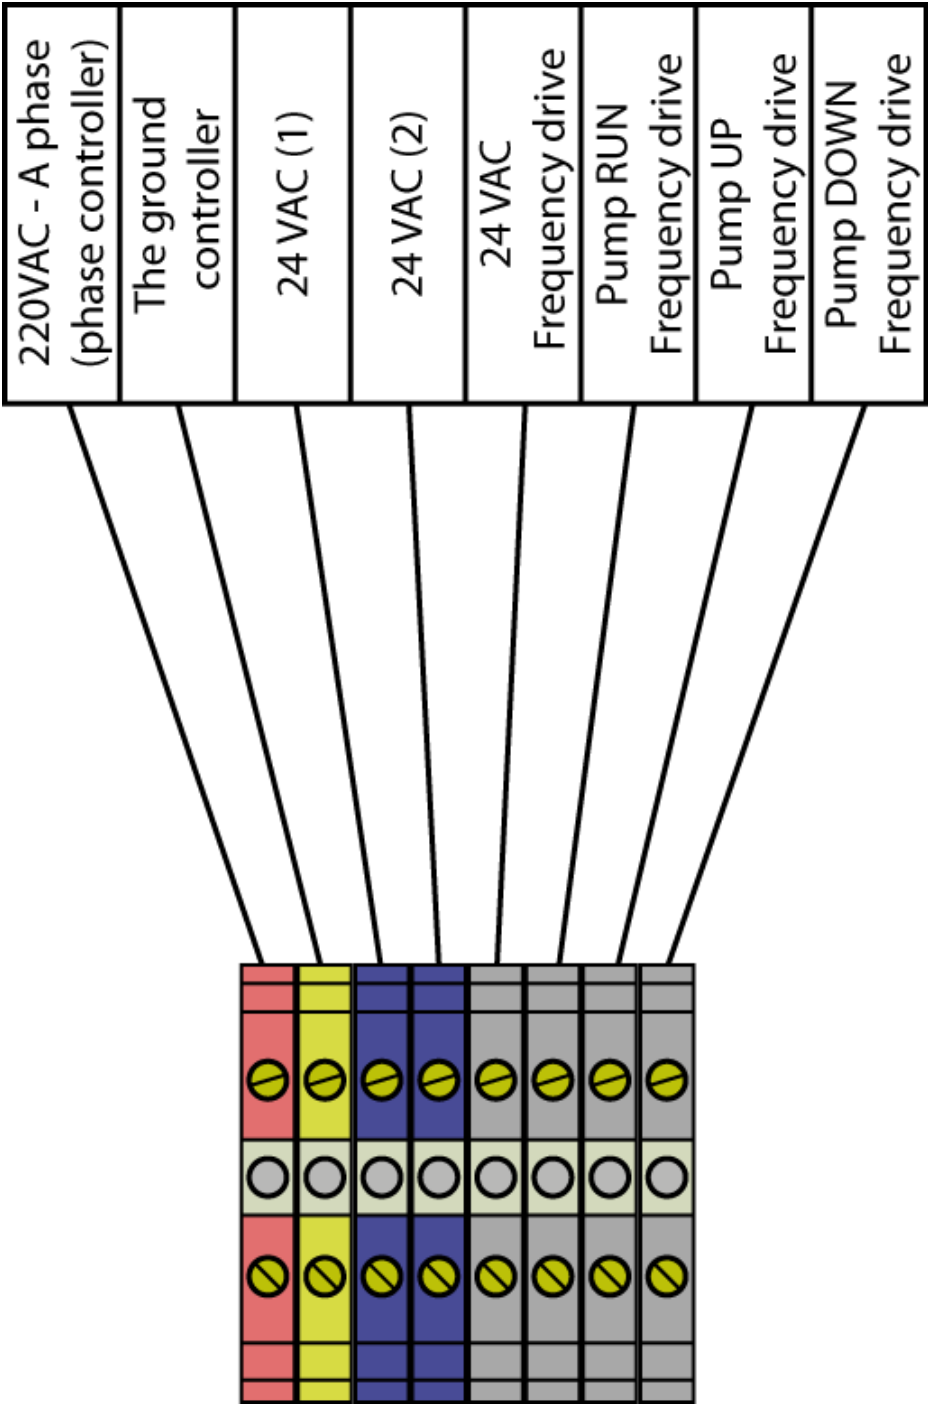 220VAC - A phase
(phase controller)
The ground
controller
24 VAC (1)
24 VAC (2)
24 VAC
Frequency drive
Pump RUN
Frequency drive
Pump UP
Frequency drive
Pump DOWN
Frequency drive